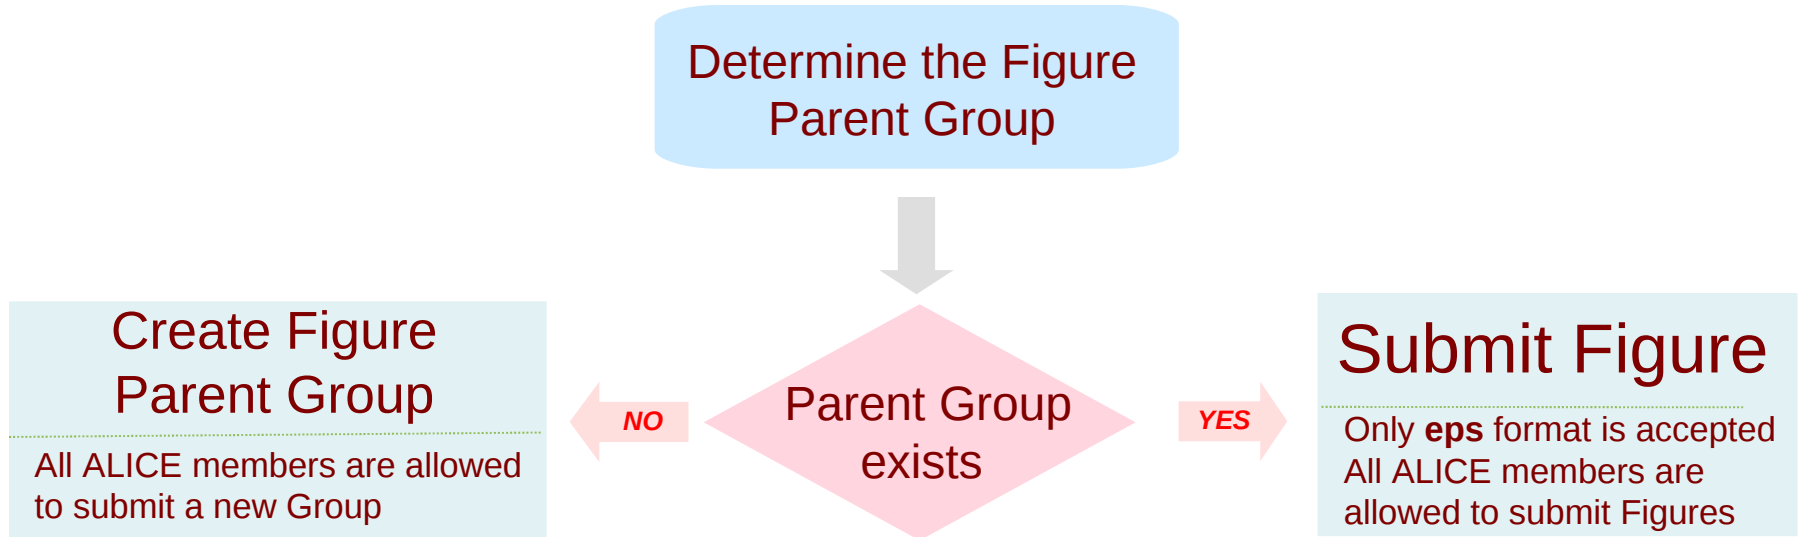 Determine the Figure
Parent Group
Create Figure
Parent Group
All ALICE members are allowed
to submit a new Group
NO
Parent Group
exists
YES
Submit Figure
Only eps format is accepted
All ALICE members are
allowed to submit Figures